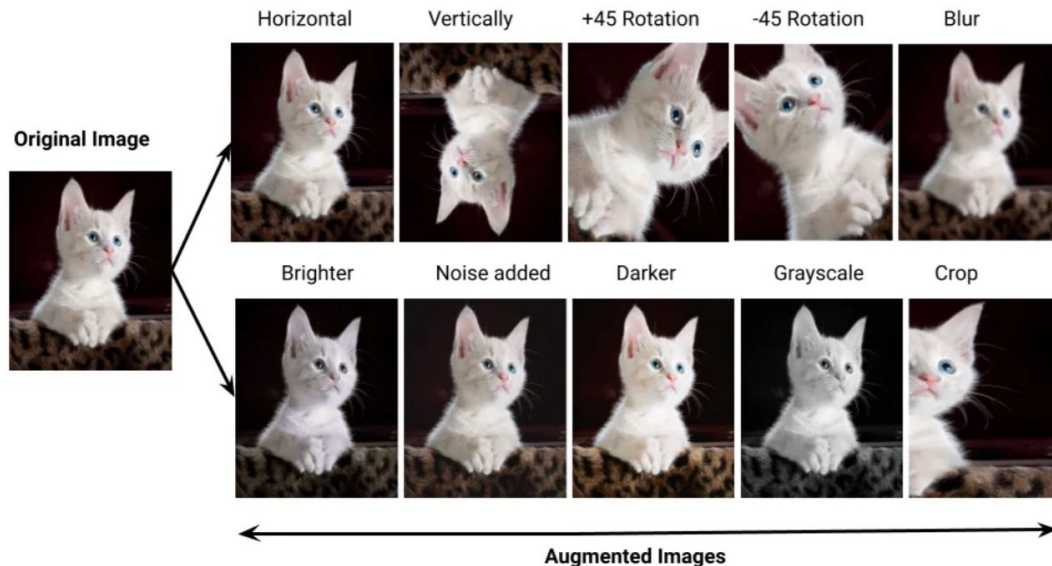 Horizontal Vertically +45 Rotation -45 Rotation Blur
Original Image
Brighter Noise added Darker Grayscale Crop
Augmented Images